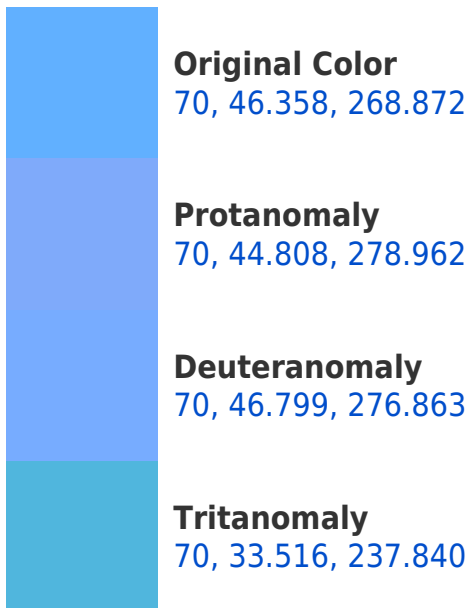 Original Color
70, 46.358, 268.872
Protanomaly
70, 44.808, 278.962
Deuteranomaly
70, 46.799, 276.863
Tritanomaly
70, 33.516, 237.840